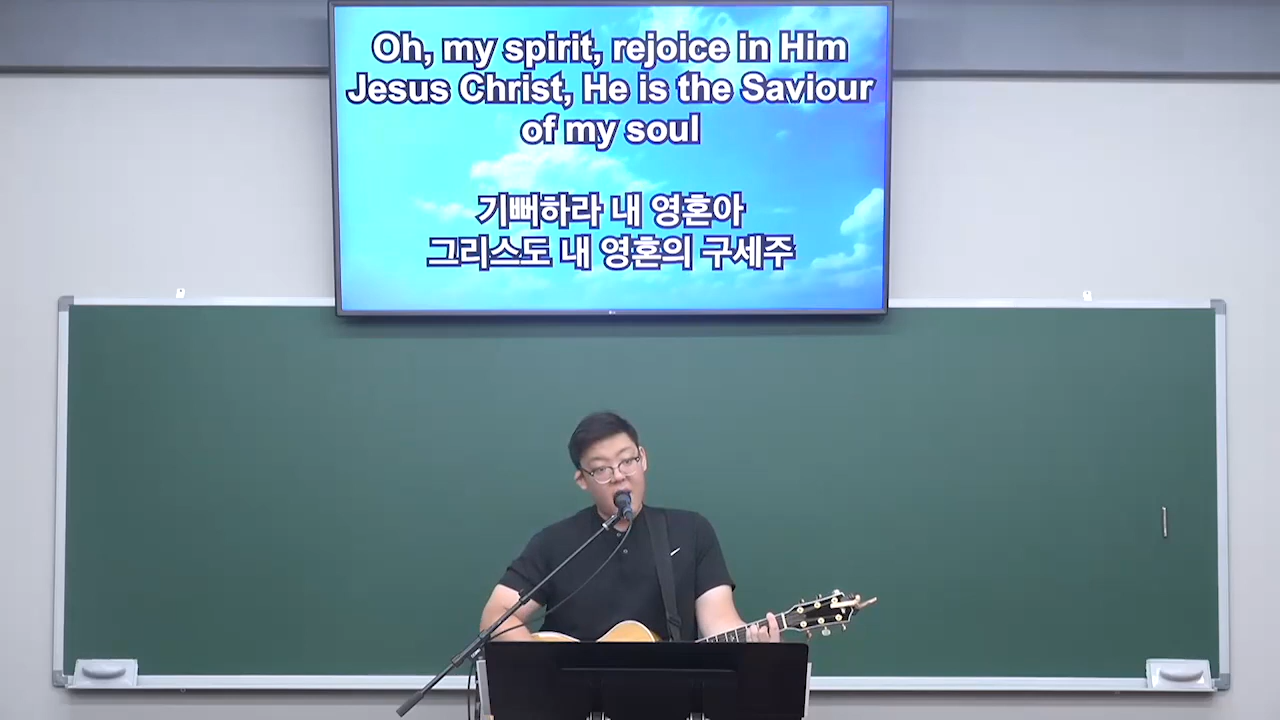 Oh, my spirit, rejoice in Him
Jesus Christ, He is the Saviour
of my soul
기뻐하라 내 영혼아
그리스도 내 영혼의 구세주